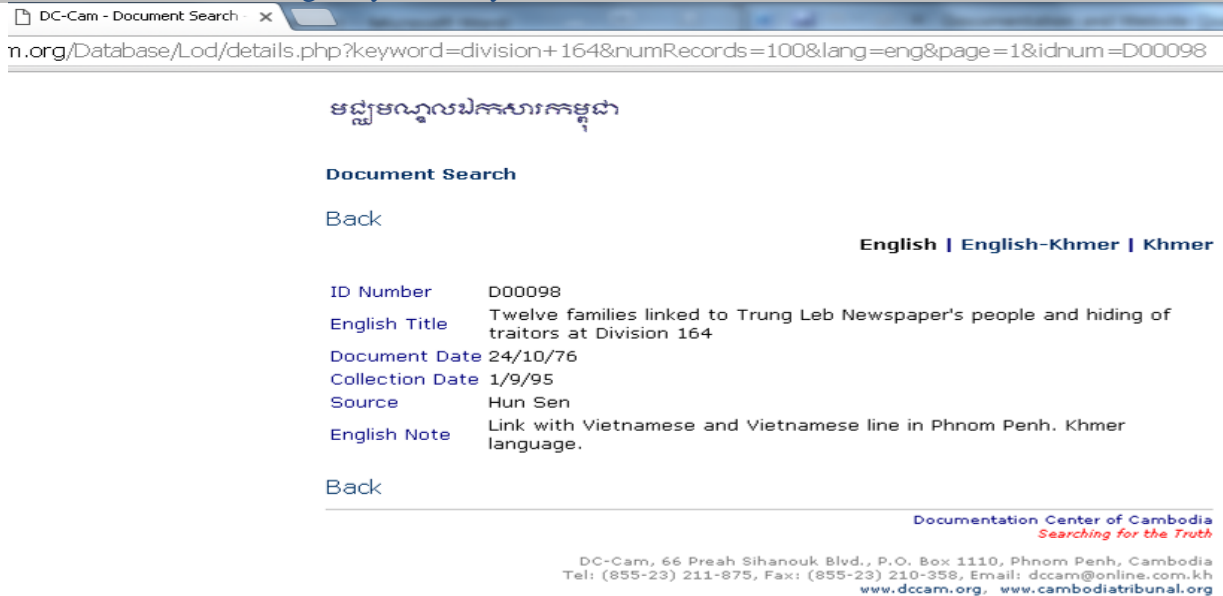 DC-Cam - Document Search
m.org/Database/Lod/details.php?keyword=division+164&numRecords=100&lang=eng&page=1&idnum=D00098
មជ្ឈមណ្ឌលឯកសារកម្ពុជា
Document Search
Back
English | English-Khmer | Khmer
ID Number D00098
English Title Twelve families linked to Trung Leb Newspaper's people and hiding of
traitors at Division 164
Document Date 24/10/76
Collection Date 1/9/95
Source Hun Sen
English Note Link with Vietnamese and Vietnamese line in Phnom Penh. Khmer
language.
Back
Documentation Center of Cambodia
Searching for the Truth
DC-Cam, 66 Preah Sihanouk Blvd., P.O. Box 1110, Phnom Penh, Cambodia
Tel: (855-23) 211-875, Fax: (855-23) 210-358, Email: dccam@online.com.kh
www.dccam.org, www.cambodiatribunal.org